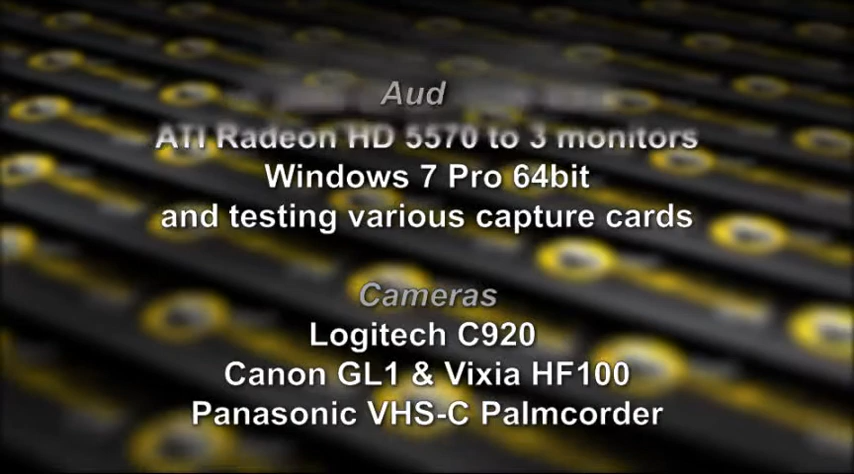 Aud
ATI Radeon HD 5570 to 3 monitors
Windows 7 Pro 64bit
and testing various capture cards
Cameras
Logitech C920
Canon GL1 & Vixia HF100
Panasonic VHS-C Palmcorder